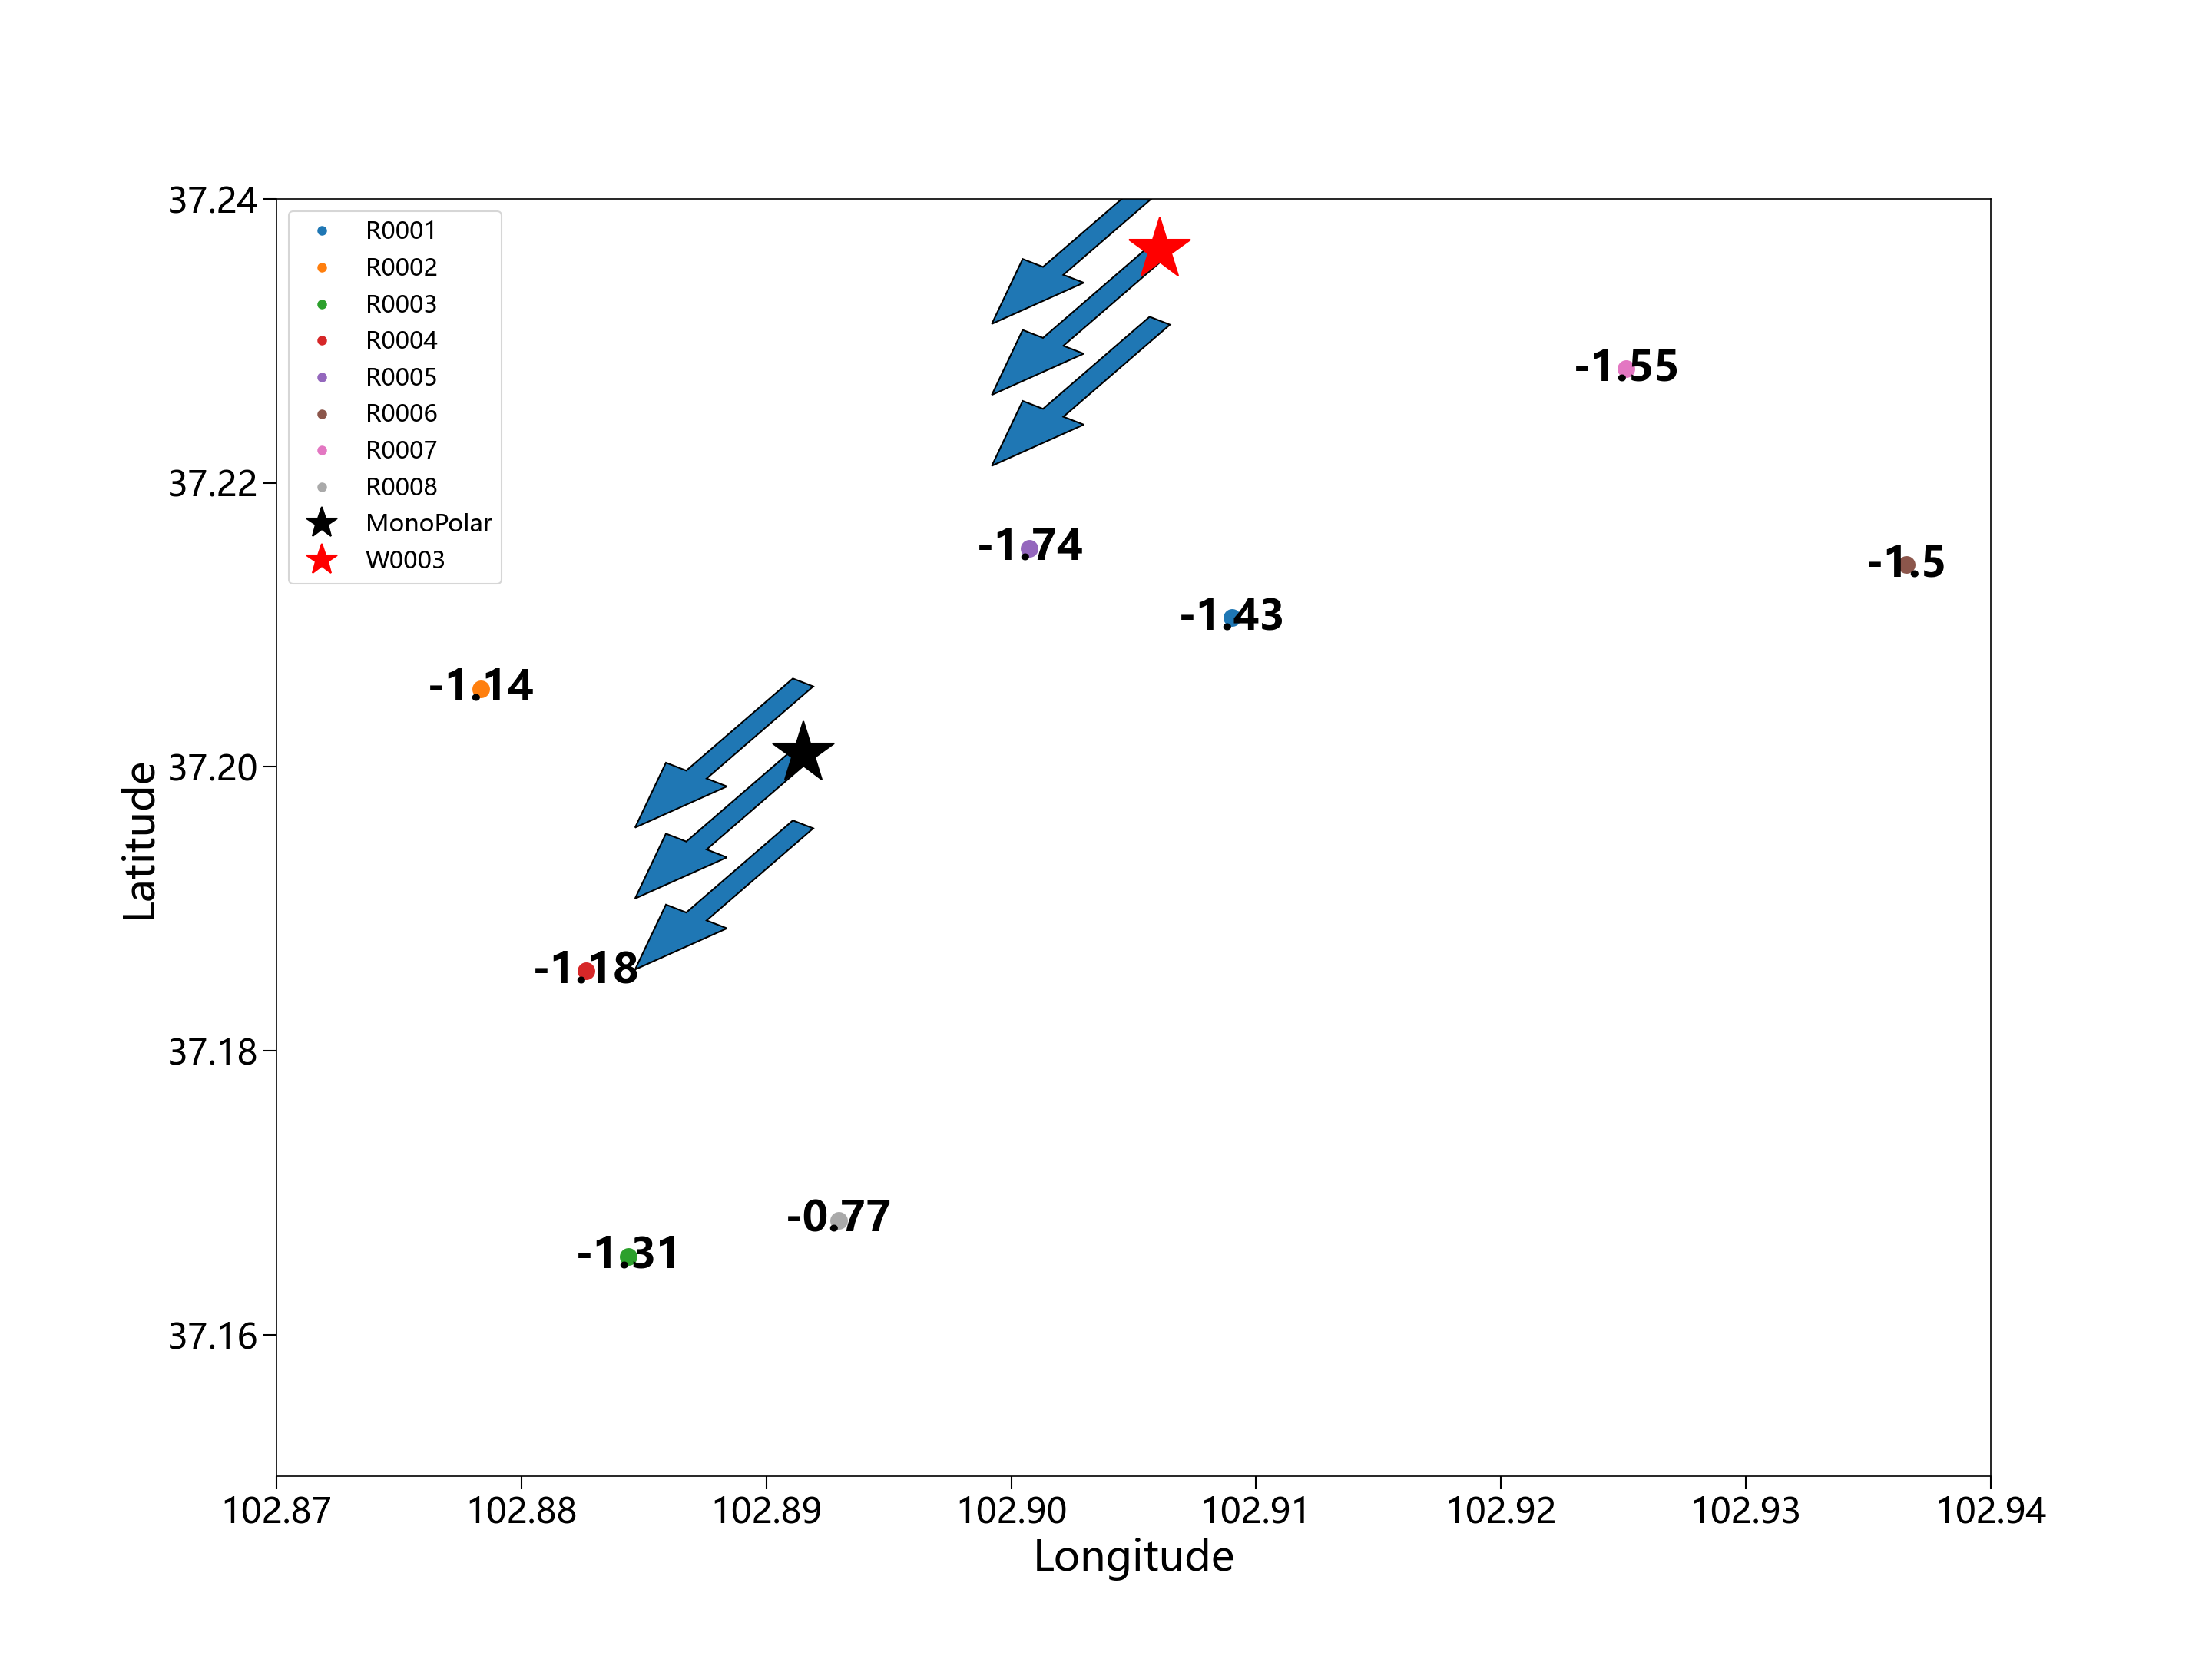 37.24
R0001
R0002
R0003
R0004
R0005
R0006
R0007
R0008
MonoPolar
W0003
-1.55
37.22
-1.74
-1.5
-1.43
-1.14
37.20
Latitude
-1.18
37.18
-0.77
-1.31
37.16
102.87 102.88 102.89 102.90 102.91 102.92 102.93 102.94
Longitude